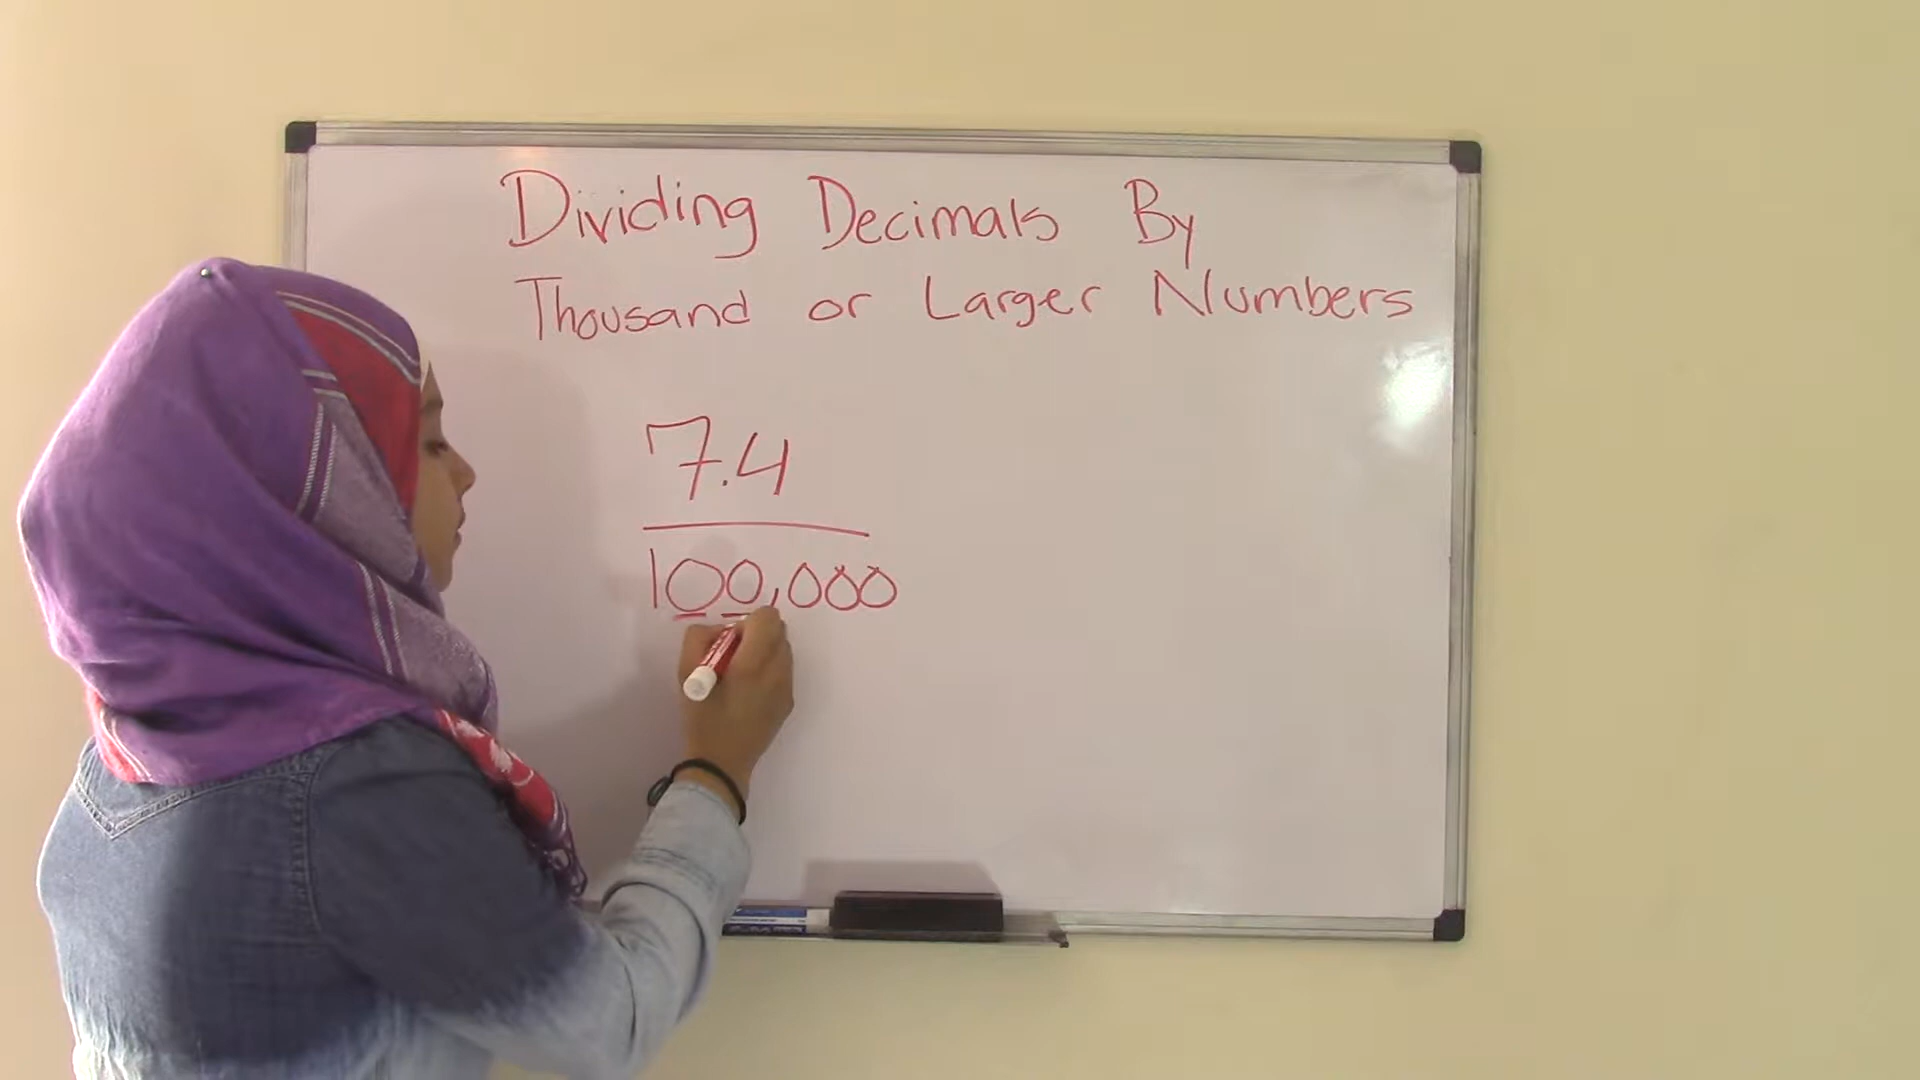 Dividing Decimals By
Thousand or Larger Numbers
7.4
100,000